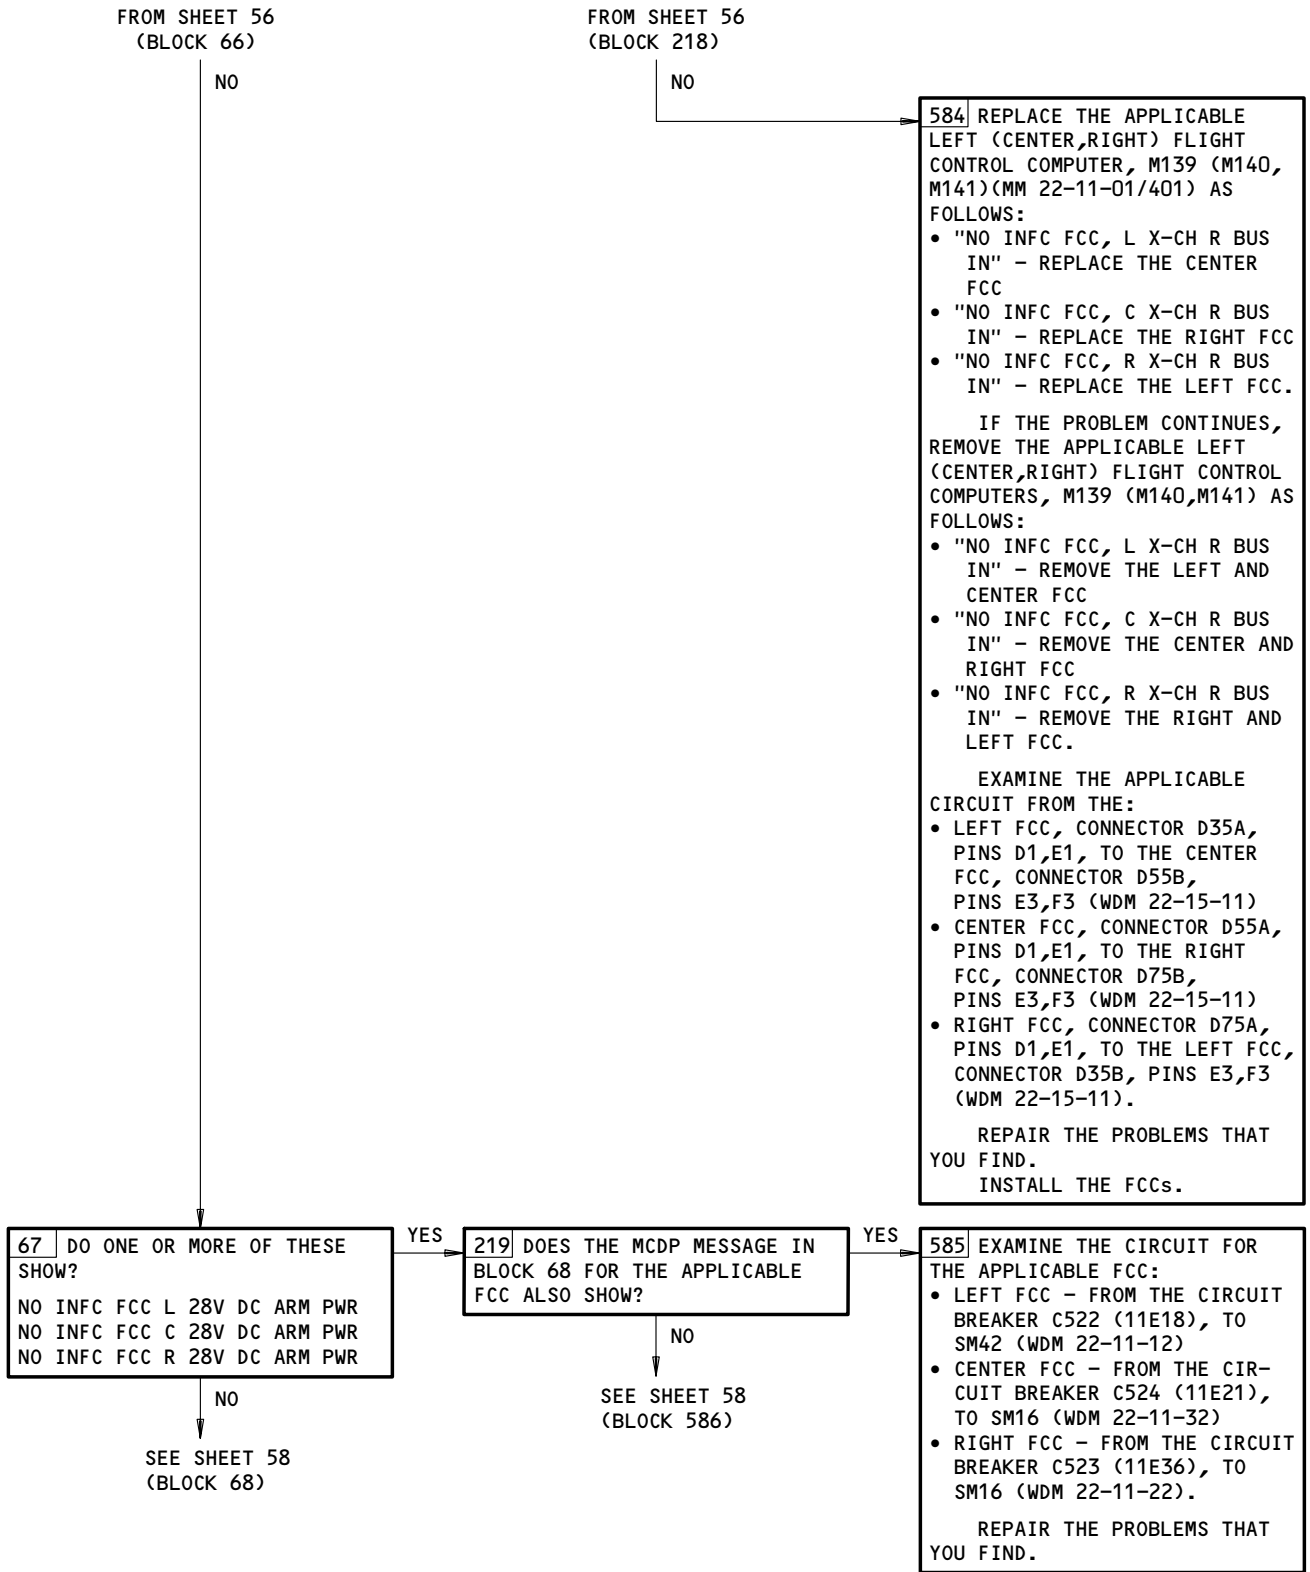 FROM SHEET 56
(BLOCK 66)
NO
FROM SHEET 56
(BLOCK 218)
NO
584 REPLACE THE APPLICABLE
LEFT (CENTER,RIGHT) FLIGHT
CONTROL COMPUTER, M139 (M140,
M141)(MM 22-11-01/401) AS
FOLLOWS:
• "NO INFC FCC, L X-CH R BUS
IN" - REPLACE THE CENTER
FCC
• "NO INFC FCC, C X-CH R BUS
IN" - REPLACE THE RIGHT FCC
• "NO INFC FCC, R X-CH R BUS
IN" - REPLACE THE LEFT FCC.
IF THE PROBLEM CONTINUES,
REMOVE THE APPLICABLE LEFT
(CENTER,RIGHT) FLIGHT CONTROL
COMPUTERS, M139 (M140,M141) AS
FOLLOWS:
• "NO INFC FCC, L X-CH R BUS
IN" - REMOVE THE LEFT AND
CENTER FCC
• "NO INFC FCC, C X-CH R BUS
IN" - REMOVE THE CENTER AND
RIGHT FCC
• "NO INFC FCC, R X-CH R BUS
IN" - REMOVE THE RIGHT AND
LEFT FCC.
EXAMINE THE APPLICABLE
CIRCUIT FROM THE:
• LEFT FCC, CONNECTOR D35A,
PINS D1,E1, TO THE CENTER
FCC, CONNECTOR D55B,
PINS E3,F3 (WDM 22-15-11)
• CENTER FCC, CONNECTOR D55A,
PINS D1,E1, TO THE RIGHT
FCC, CONNECTOR D75B,
PINS E3,F3 (WDM 22-15-11)
• RIGHT FCC, CONNECTOR D75A,
PINS D1,E1, TO THE LEFT FCC,
CONNECTOR D35B, PINS E3,F3
(WDM 22-15-11).
REPAIR THE PROBLEMS THAT
YOU FIND.
INSTALL THE FCCs.
67 DO ONE OR MORE OF THESE
SHOW?
NO INFC FCC L 28V DC ARM PWR
NO INFC FCC C 28V DC ARM PWR
NO INFC FCC R 28V DC ARM PWR
YES
NO
SEE SHEET 58
(BLOCK 68)
219 DOES THE MCDP MESSAGE IN
BLOCK 68 FOR THE APPLICABLE
FCC ALSO SHOW?
YES
NO
SEE SHEET 58
(BLOCK 586)
585 EXAMINE THE CIRCUIT FOR
THE APPLICABLE FCC:
• LEFT FCC - FROM THE CIRCUIT
BREAKER C522 (11E18), TO
SM42 (WDM 22-11-12)
• CENTER FCC - FROM THE CIR-
CUIT BREAKER C524 (11E21),
TO SM16 (WDM 22-11-32)
• RIGHT FCC - FROM THE CIRCUIT
BREAKER C523 (11E36), TO
SM16 (WDM 22-11-22).
REPAIR THE PROBLEMS THAT
YOU FIND.